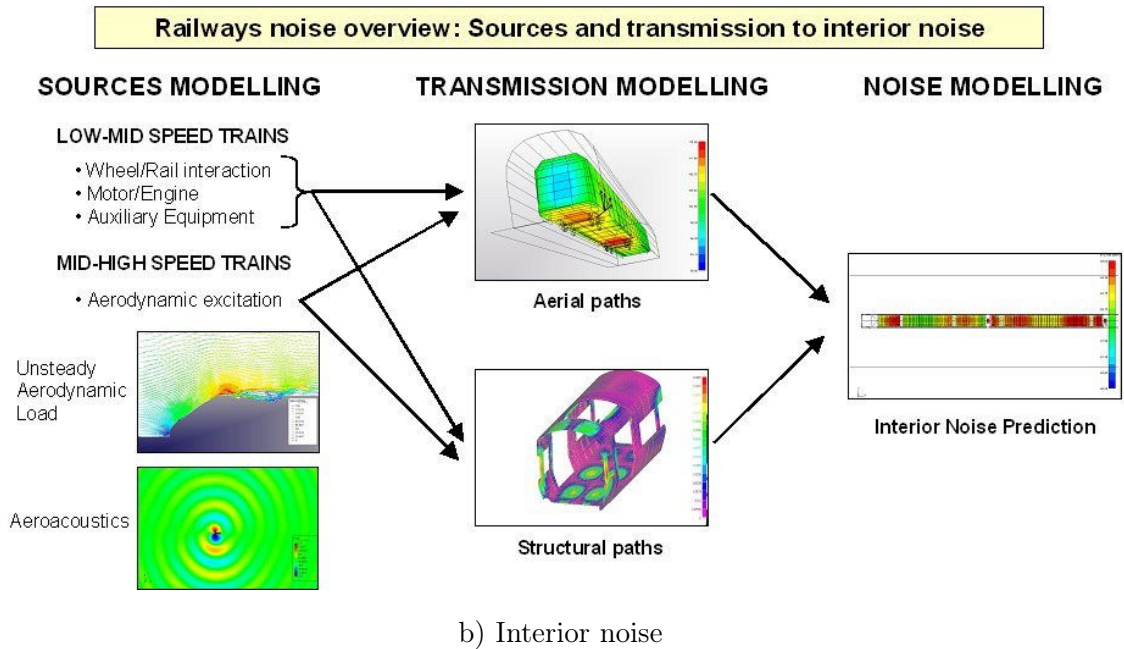 Railways noise overview: Sources and transmission to interior noise
SOURCES MODELLING
LOW-MID SPEED TRAINS
• Wheel/Rail interaction
• Motor/Engine
• Auxiliary Equipment
MID-HIGH SPEED TRAINS
• Aerodynamic excitation
Unsteady
Aerodynamic
Load
Aeroacoustics
TRANSMISSION MODELLING
Aerial paths
Structural paths
NOISE MODELLING
Interior Noise Prediction
b) Interior noise